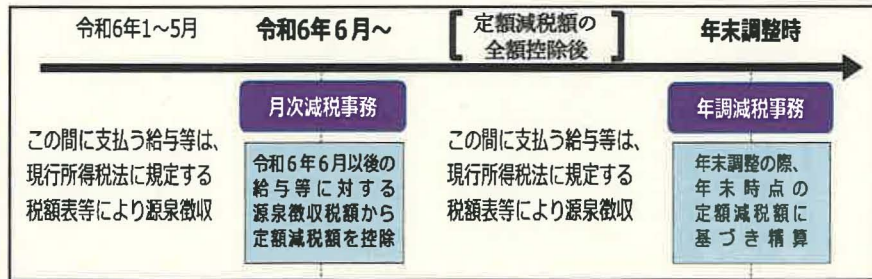 令和6年1～5月
令和6年6月～
定額減税額の
全額控除後
年末調整時
月次減税事務
年調減税事務
この間に支払う給与等は、
現行所得税法に規定する
税額表等により源泉徴収
令和6年6月以後の
給与等に対する
源泉徴収税額から
定額減税額を控除
この間に支払う給与等は、
現行所得税法に規定する
税額表等により源泉徴収
年末調整の際、
年末時点の
定額減税額に
基づき精算